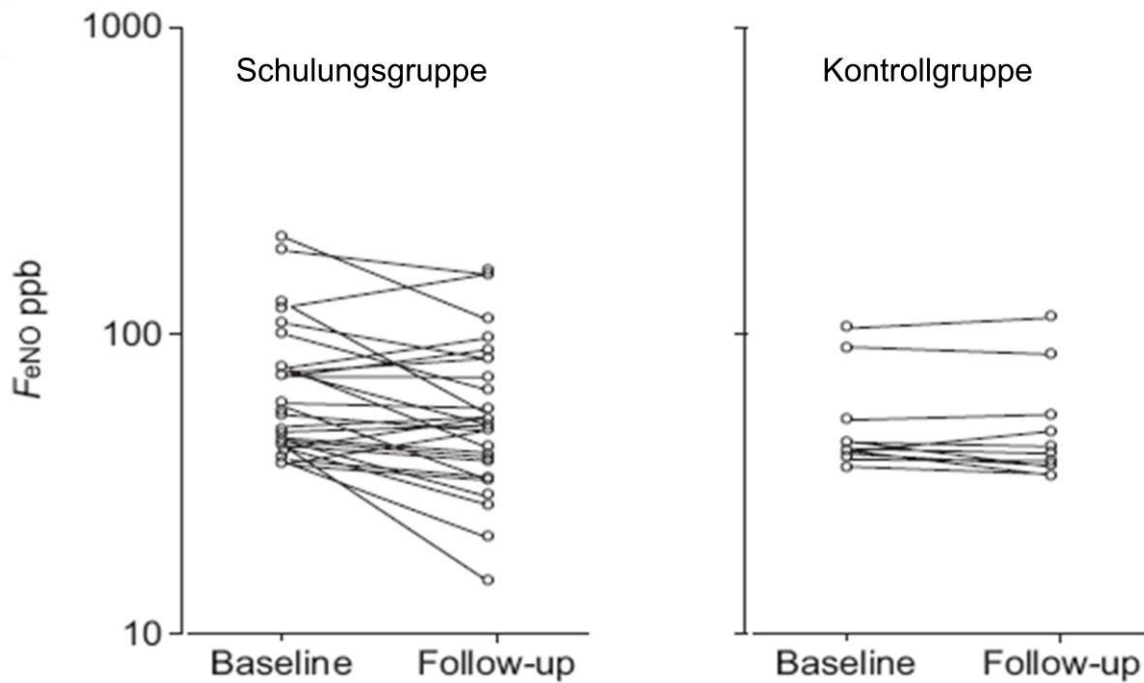 1000
Schulungsgruppe
Kontrollgruppe
FeNO ppb
100
10
Baseline
Follow-up
Baseline
Follow-up